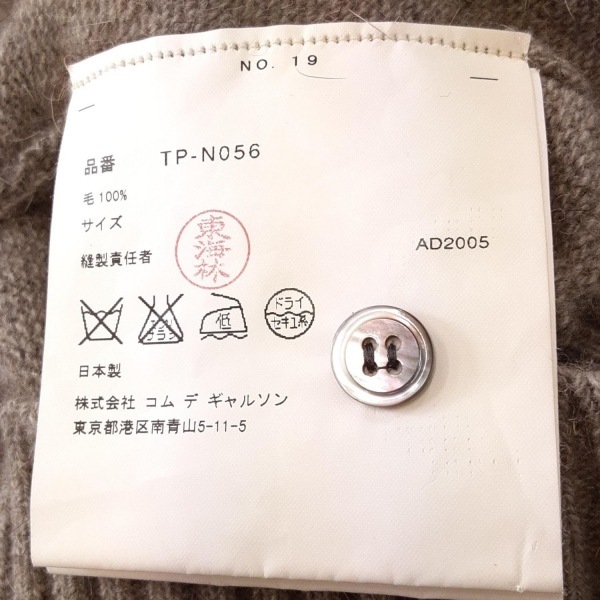 NO. 19
品番 TP-N056
毛100%
サイズ
縫製責任者
東海林
AD2005
低
ドライ
セキユ系
日本製
株式会社 コム デ ギャルソン
東京都港区南青山5-11-5